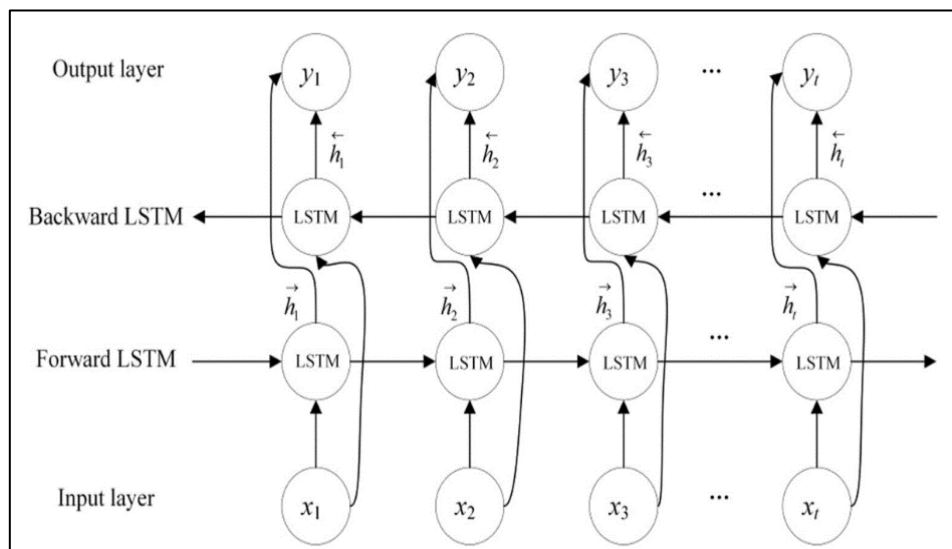 Output layer y₁ y₂ y₃ ... yₜ
←h₁ ←h₂ ←h₃ ←hₜ
Backward LSTM LSTM LSTM LSTM ... LSTM
→h₁ →h₂ →h₃ →hₜ
Forward LSTM LSTM LSTM LSTM ... LSTM
Input layer x₁ x₂ x₃ ... xₜ